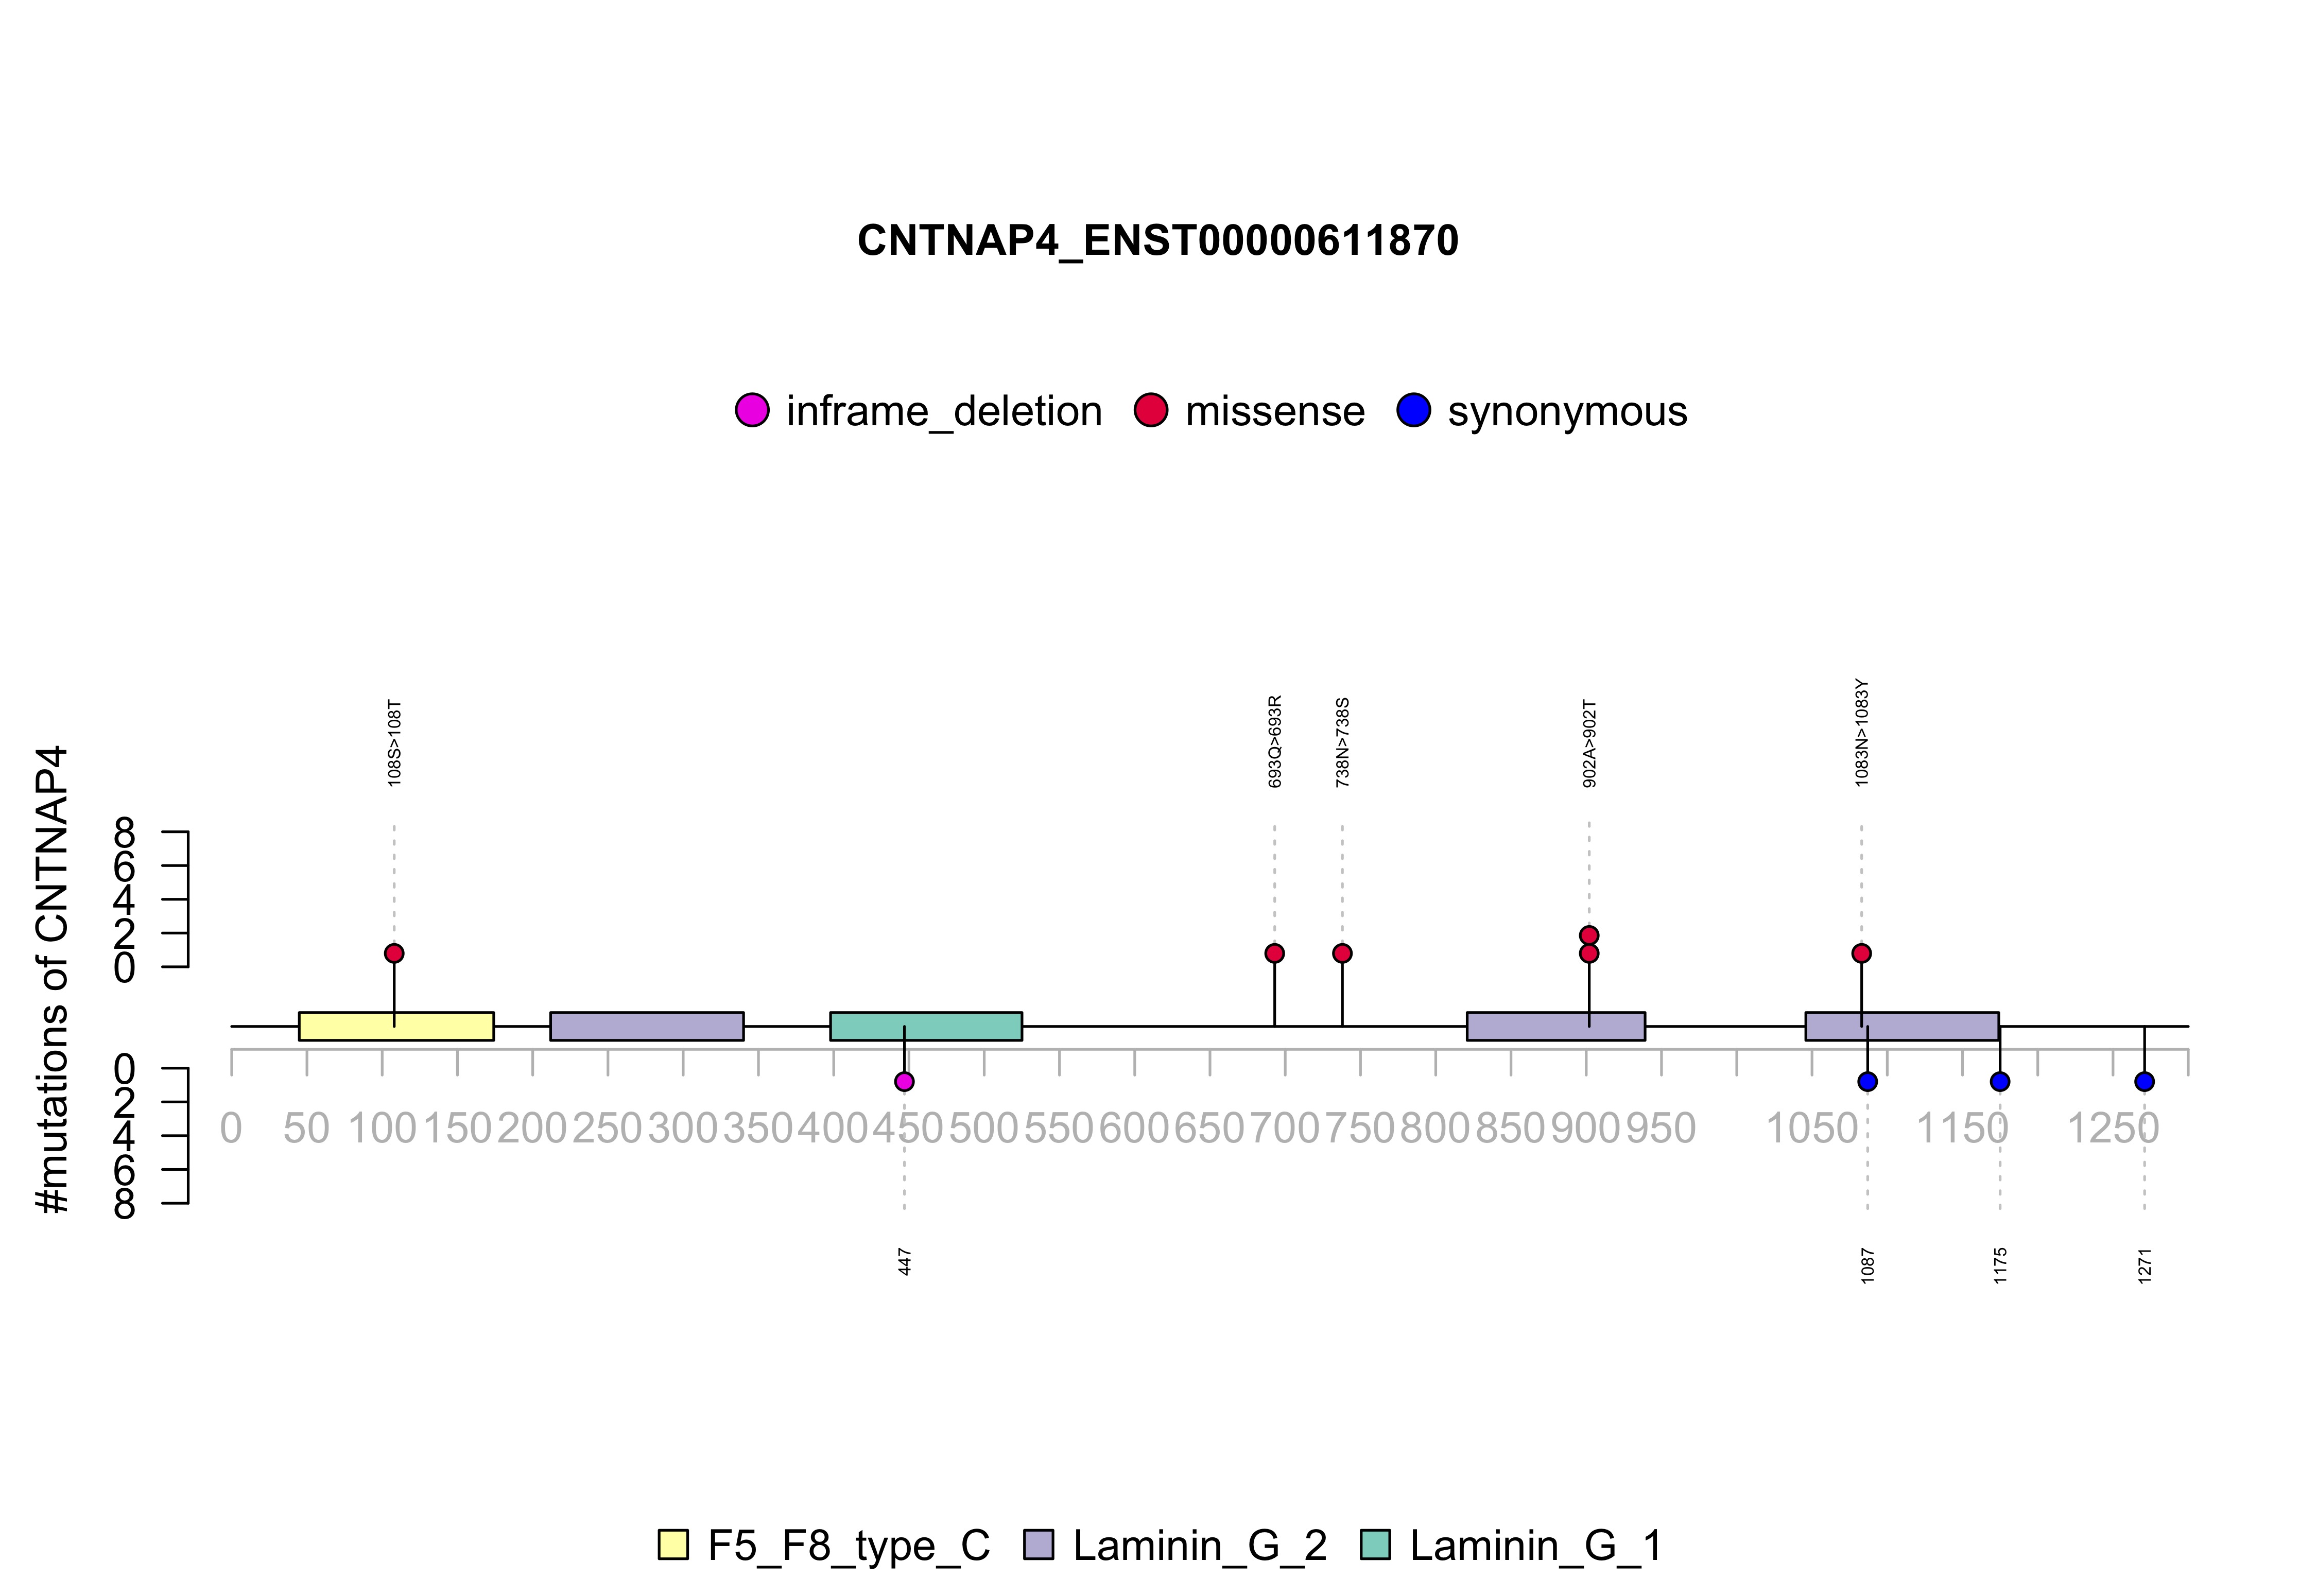 CNTNAP4_ENST00000611870
inframe_deletion missense synonymous
108S>108T
693Q>693R
738N>738S
902A>902T
1083N>1083Y
#mutations of CNTNAP4
8
6
4
2
0
0
2
4
6
8
0 50 100 150 200 250 300 350 400 450 500 550 600 650 700 750 800 850 900 950 1050 1150 1250
447
1087
1175
1271
F5_F8_type_C Laminin_G_2 Laminin_G_1